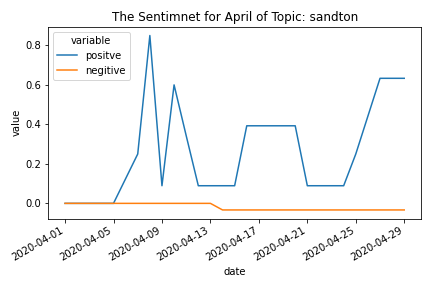 The Sentimnet for April of Topic: sandton
variable
positve
negitive
0.8
0.6
0.4
0.2
0.0
value
2020-04-01
2020-04-05
2020-04-09
2020-04-13
2020-04-17
2020-04-21
2020-04-25
2020-04-29
date